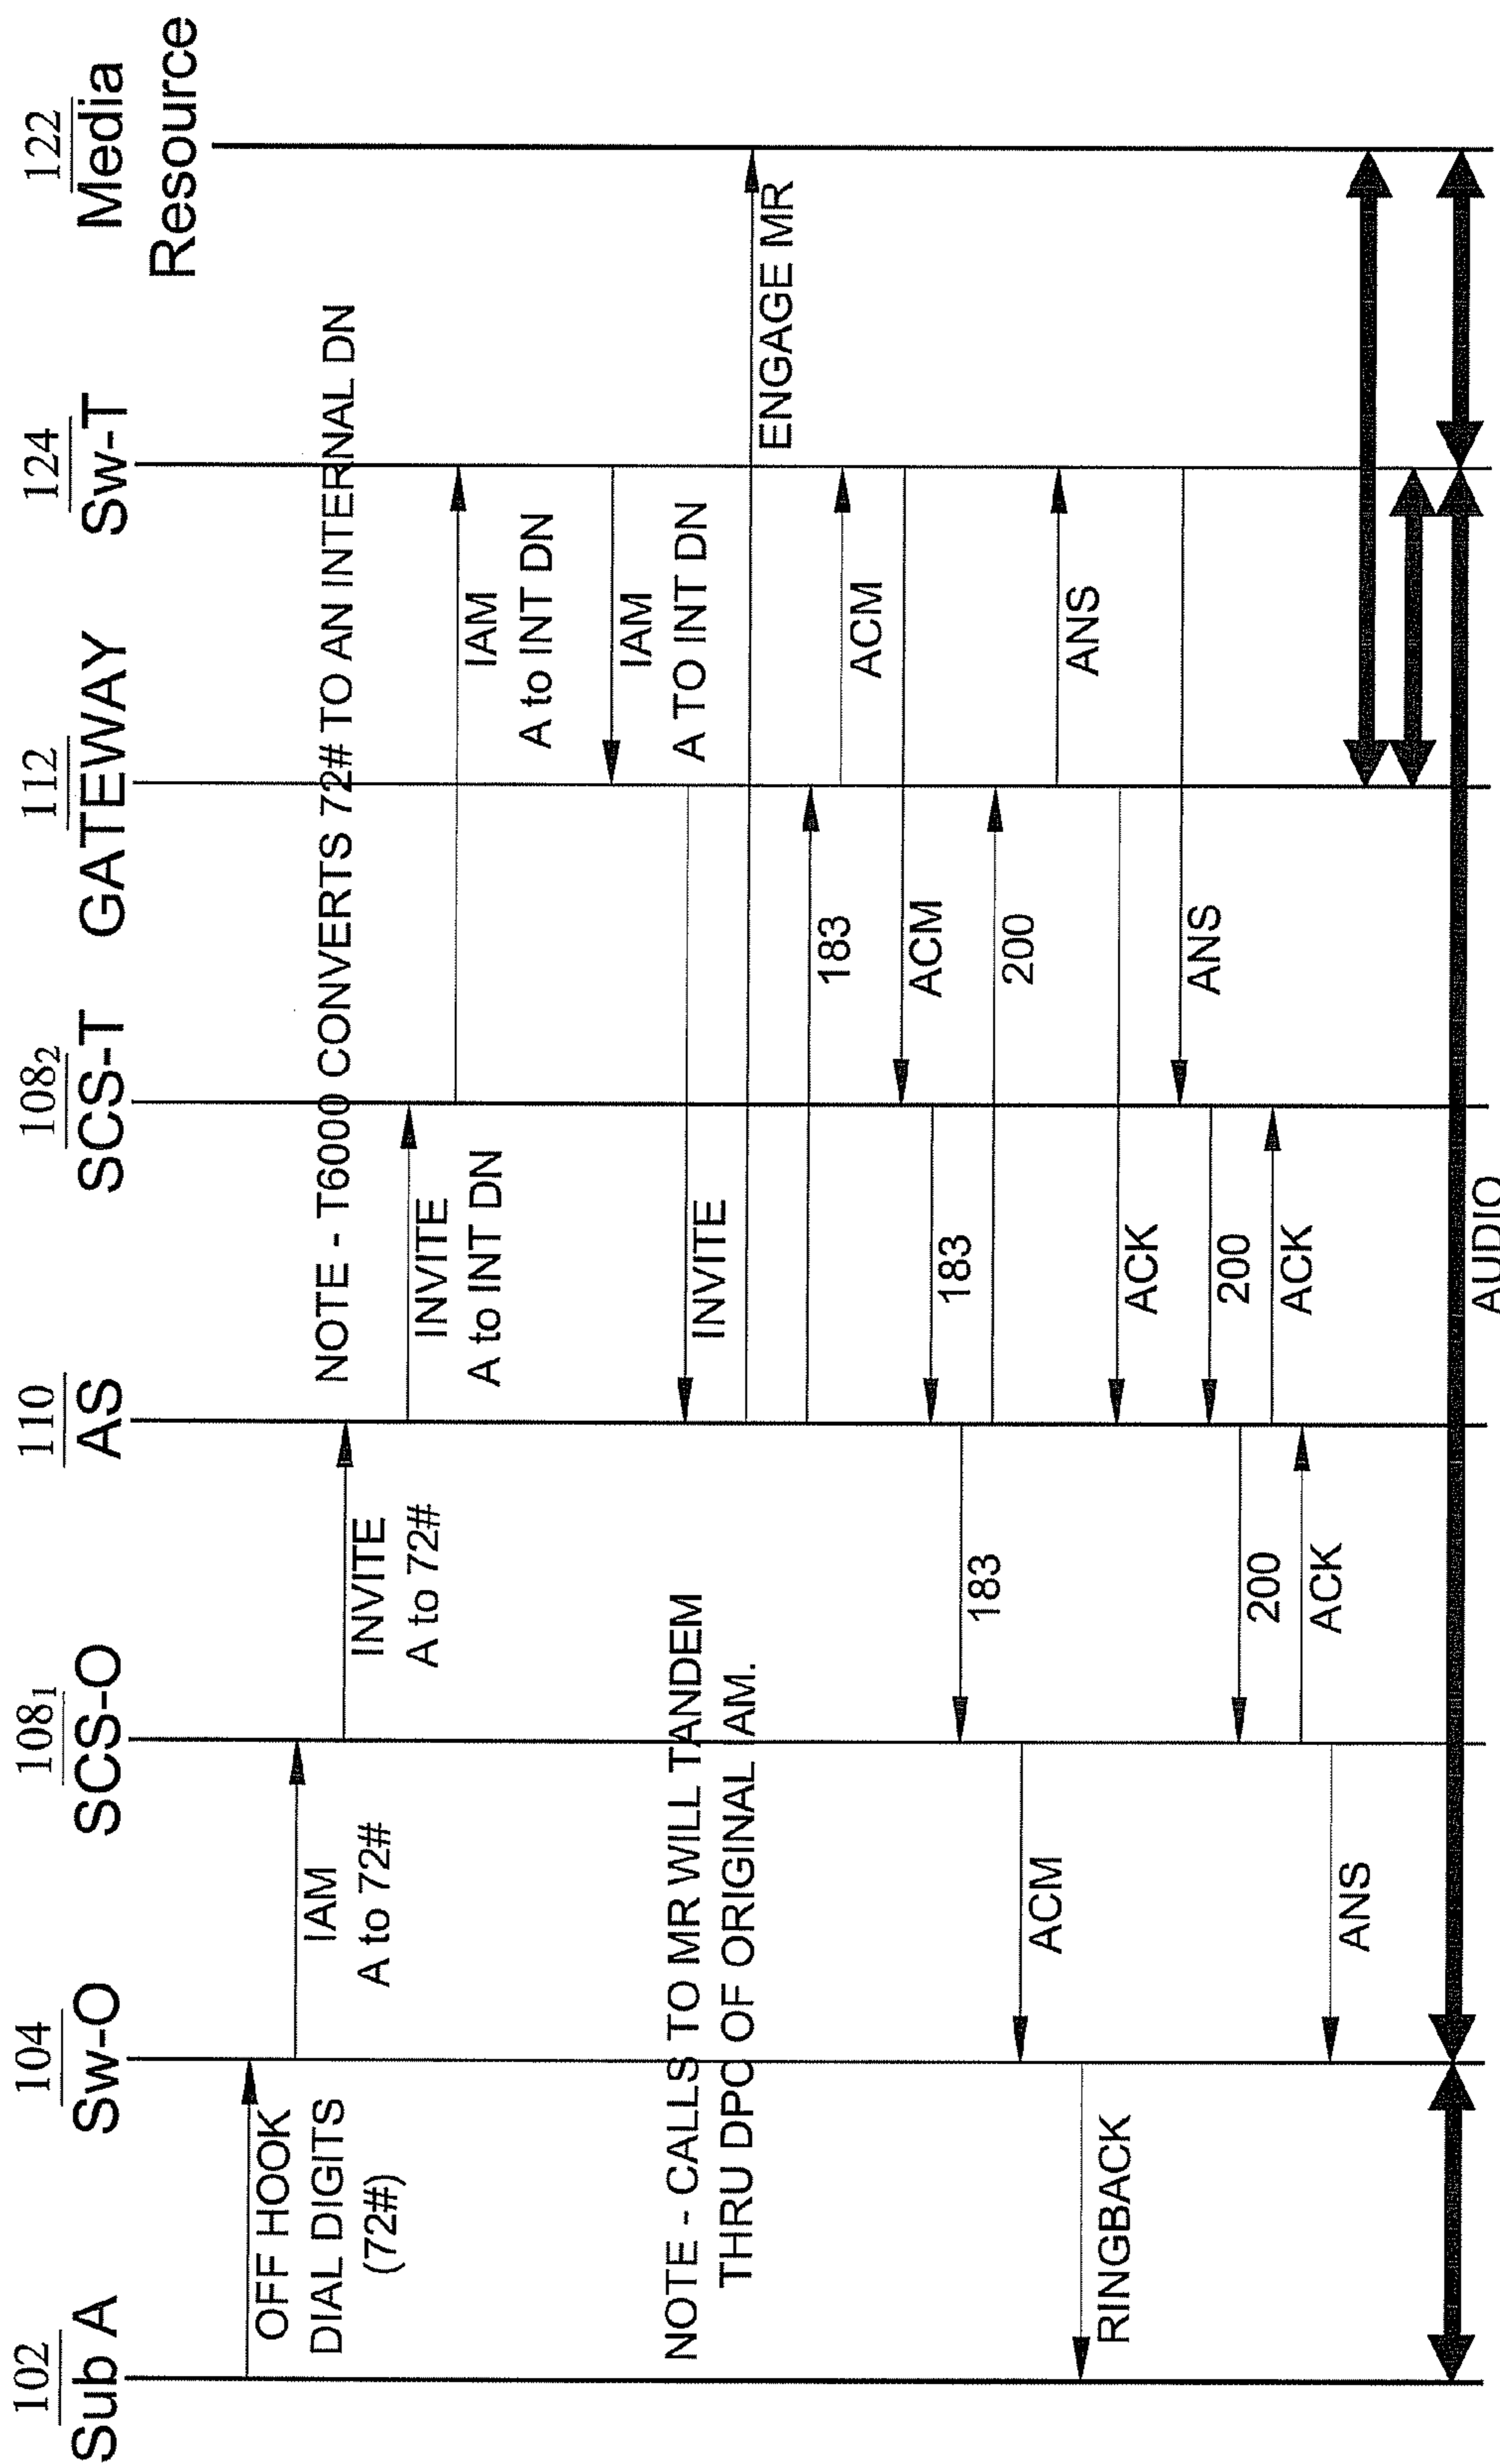 102
Sub A
104
Sw-O
108₁
SCS-O
110
AS
108₂
SCS-T
112
GATEWAY
124
Sw-T
122
Media
Resource
OFF HOOK
DIAL DIGITS
(72#)
IAM
A to 72#
INVITE
A to 72#
NOTE - T6000 CONVERTS 72# TO AN INTERNAL DN
INVITE
A to INT DN
IAM
A to INT DN
IAM
A TO INT DN
NOTE - CALLS TO MR WILL TANDEM
THRU DPC OF ORIGINAL IAM.
INVITE
ENGAGE MR
183
ACM
ACM
183
183
200
ACM
ANS
RINGBACK
ACK
ANS
200
200
ACK
ACK
ANS
AUDIO